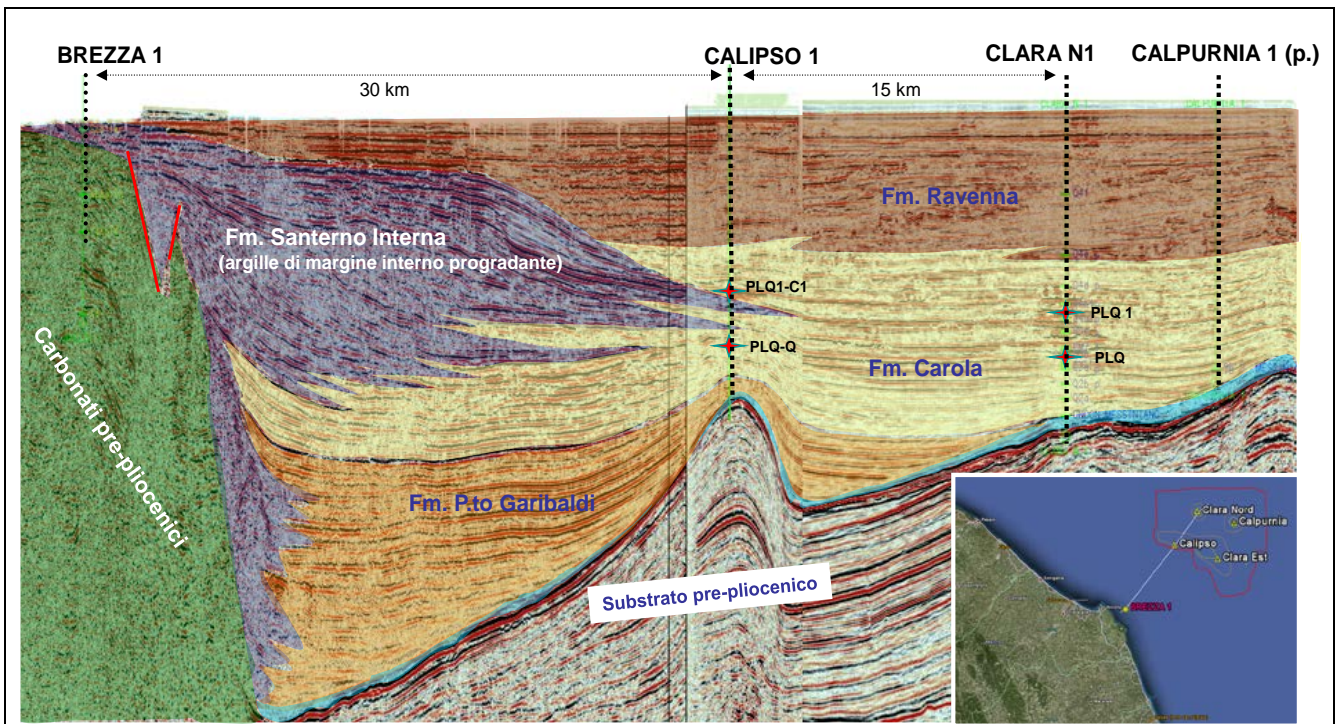 BREZZA 1
CALIPSO 1
CLARA N1
CALPURNIA 1 (p.)
30 km
15 km
Fm. Ravenna
Fm. Santerno Interna
(argille di margine interno progradante)
PLQ1-C1
PLQ 1
PLQ-Q
PLQ
Fm. Carola
Carbonati pre-pliocenici
Fm. P.to Garibaldi
Substrato pre-pliocenico
Clara Nord
Calpurnia
Calipso
Clara Est
BREZZA 1